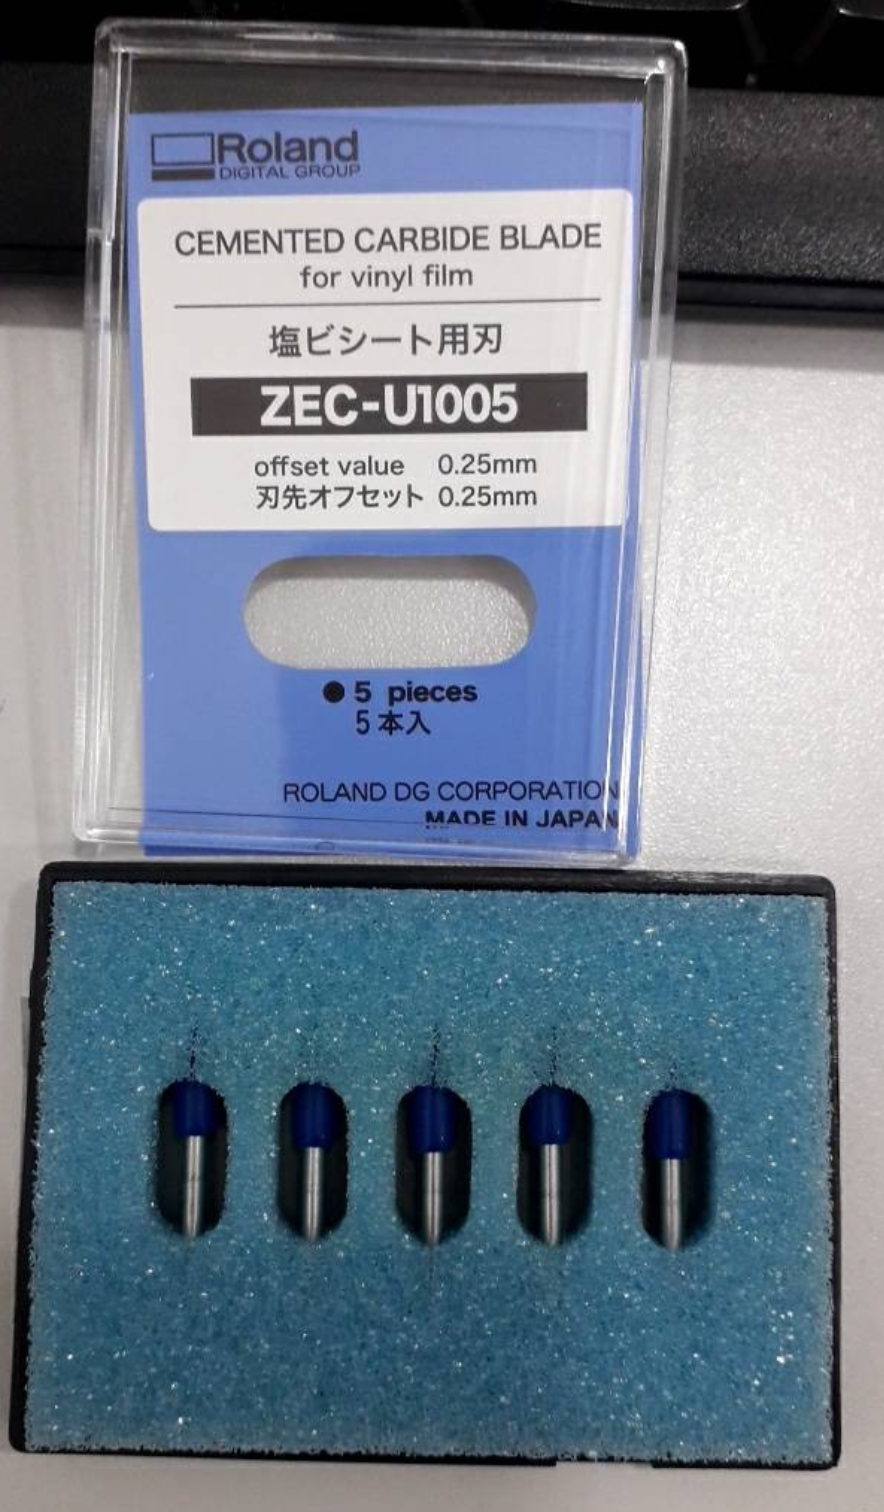 Roland
DIGITAL GROUP
CEMENTED CARBIDE BLADE
for vinyl film
塩ビシート用刃
ZEC-U1005
offset value 0.25mm
刃先オフセット 0.25mm
● 5 pieces
5本入
ROLAND DG CORPORATION
MADE IN JAPAN